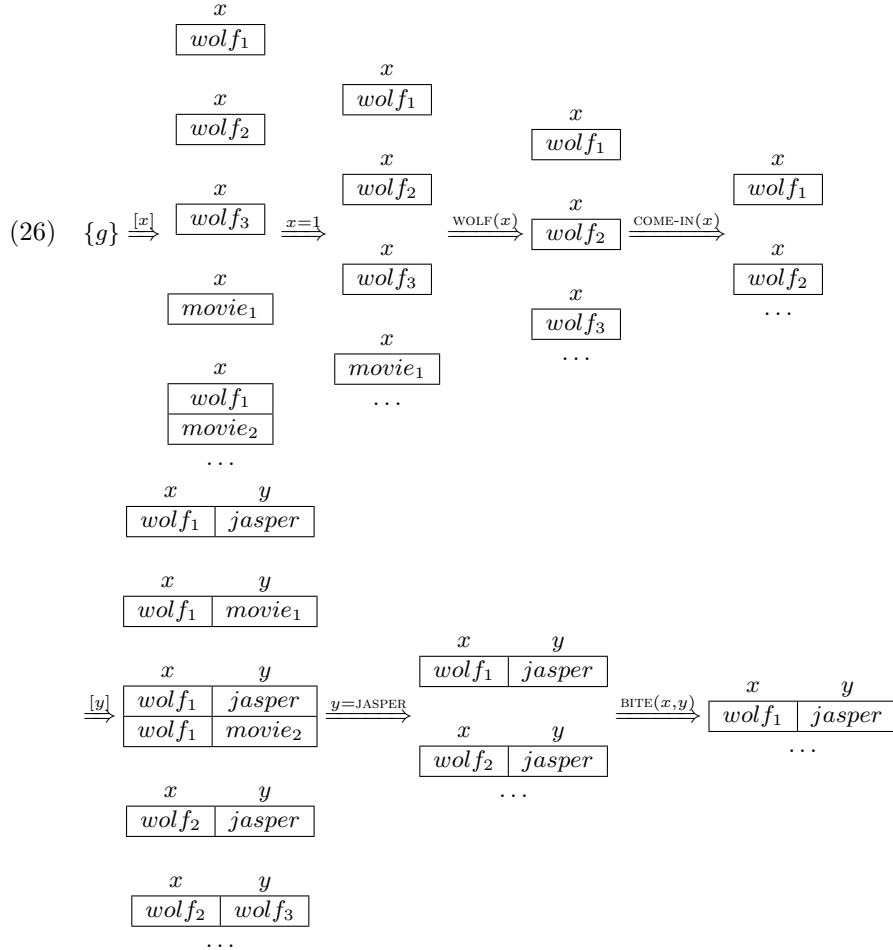 (26) {g} [x] ⟹
x
wolf₁
x
wolf₂
x
wolf₃
x
movie₁
x
wolf₁
movie₂
...
x=1 ⟹
x
wolf₁
x
wolf₂
x
wolf₃
x
movie₁
...
WOLF(x) ⟹
x
wolf₁
x
wolf₂
x
wolf₃
...
COME-IN(x) ⟹
x
wolf₁
x
wolf₂
...
[y] ⟹
x y
wolf₁ jasper
x y
wolf₁ movie₁
x y
wolf₁ jasper
wolf₁ movie₂
x y
wolf₂ jasper
x y
wolf₂ wolf₃
...
y=JASPER ⟹
x y
wolf₁ jasper
x y
wolf₂ jasper
...
BITE(x,y) ⟹
x y
wolf₁ jasper
...